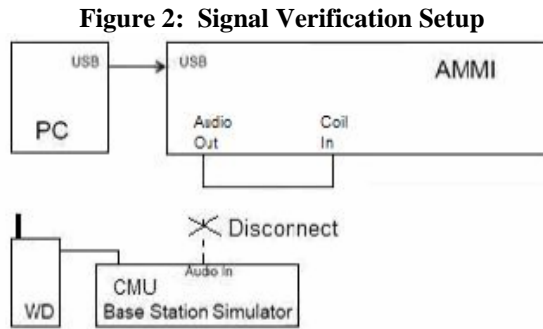 Figure 2: Signal Verification Setup
USB
USB
AMMI
PC
Audio
Out
Coil
In
Disconnect
Audio In
CMU
WD
Base Station Simulator